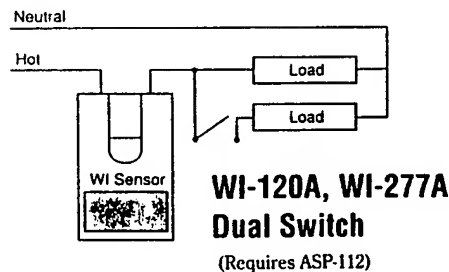 Neutral
Hot
Load
Load
WI Sensor
WI-120A, WI-277A
Dual Switch
(Requires ASP-112)